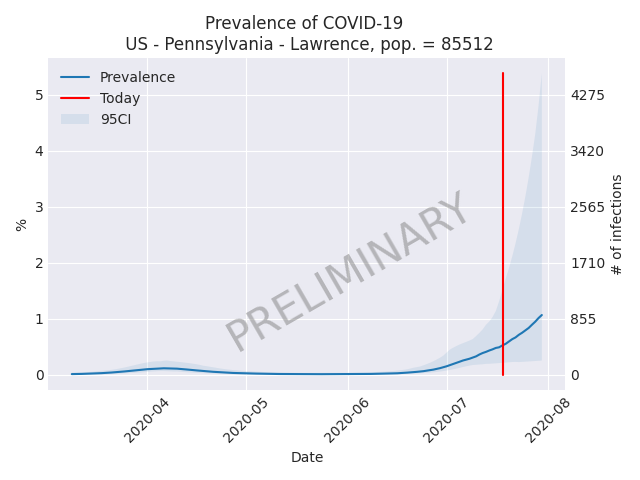 Prevalence of COVID-19
US - Pennsylvania - Lawrence, pop. = 85512
Prevalence
Today
95CI
PRELIMINARY
%
5
4
3
2
1
0
4275
3420
2565
1710
855
0
# of infections
2020-04
2020-05
2020-06
2020-07
2020-08
Date